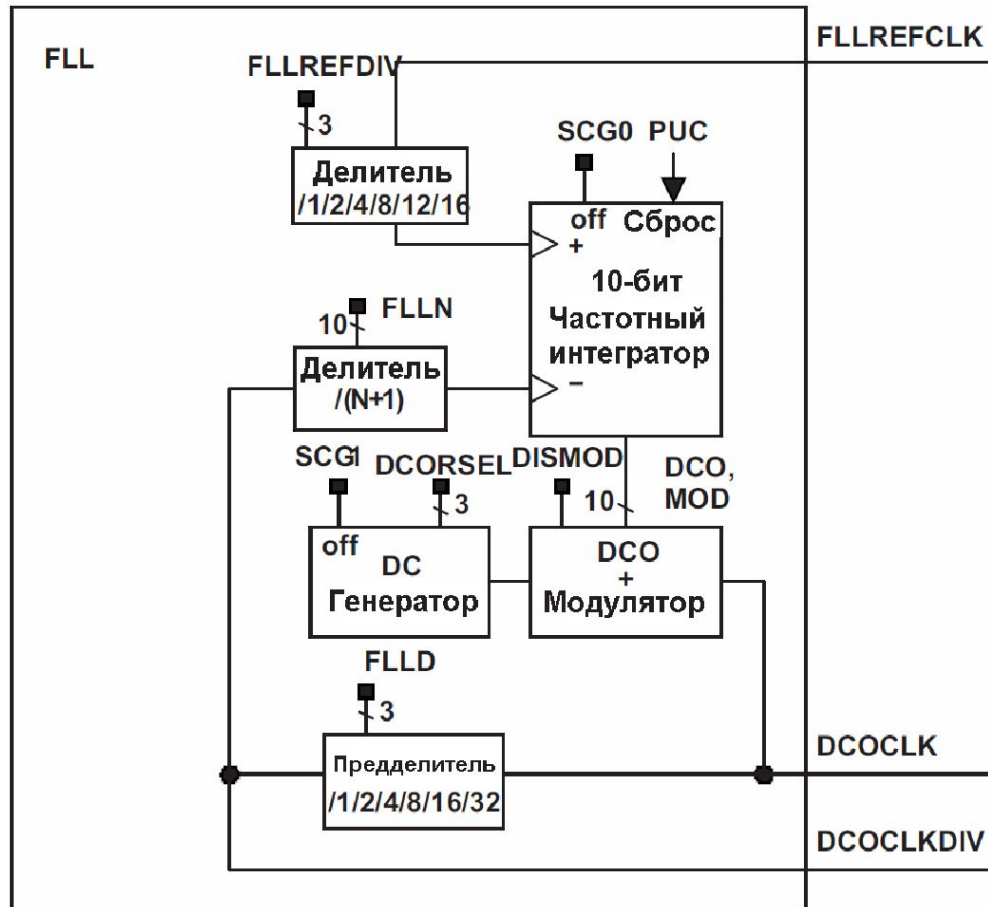 FLL
FLLREFCLK
FLLREFDIV
3
Делитель
/1/2/4/8/12/16
SCG0 PUC
off Сброс
+
10-бит
Частотный
интегратор
−
FLLN
10
Делитель
/(N+1)
SCG1
DCORSEL
3
DISMOD
10
DCO,
MOD
off
DC
Генератор
DCO
+
Модулятор
FLLD
3
Предделитель
/1/2/4/8/16/32
DCOCLK
DCOCLKDIV